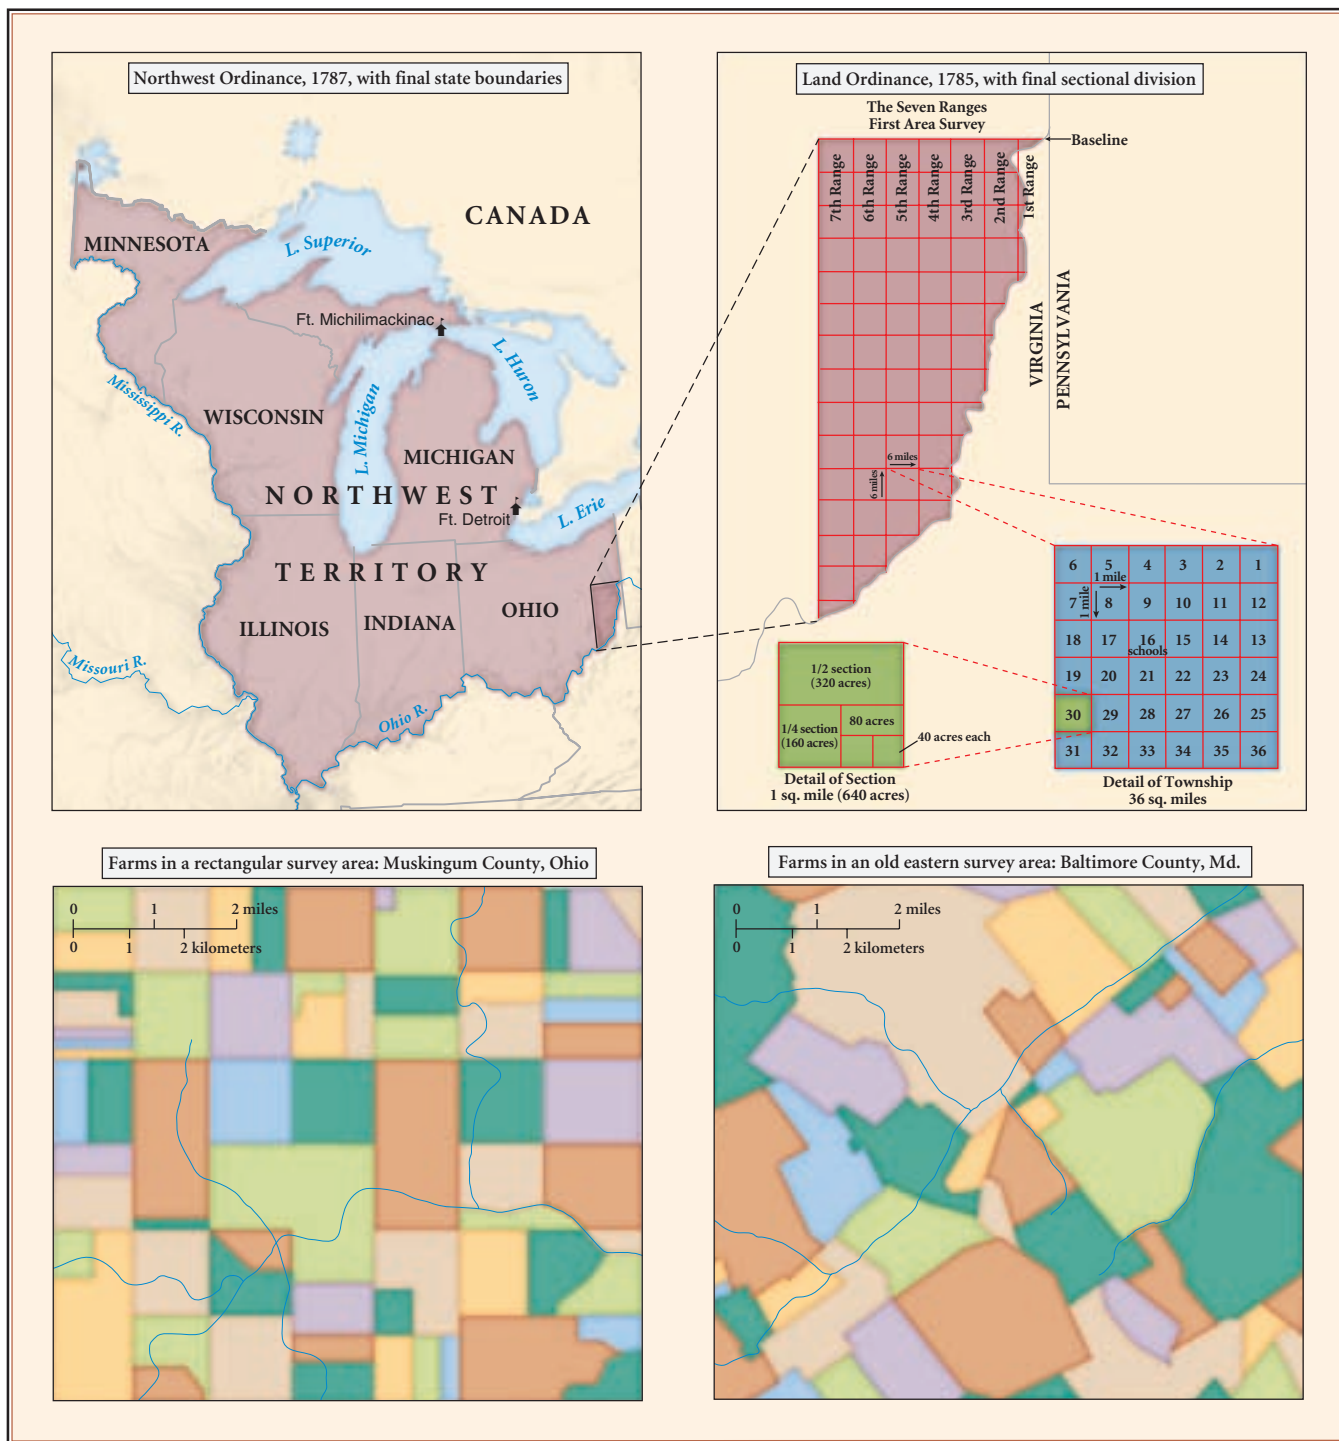 Northwest Ordinance, 1787, with final state boundaries
CANADA
MINNESOTA
L. Superior
Ft. Michilimackinac
L. Huron
Mississippi R.
WISCONSIN
L. Michigan
MICHIGAN
NORTHWEST
Ft. Detroit
L. Erie
TERRITORY
OHIO
INDIANA
ILLINOIS
Missouri R.
Ohio R.
Land Ordinance, 1785, with final sectional division
The Seven Ranges
First Area Survey
Baseline
7th Range
6th Range
5th Range
4th Range
3rd Range
2nd Range
1st Range
VIRGINIA
PENNSYLVANIA
6 miles
6 miles
6 5 4 3 2 1
1 mile
1 mile
7 8 9 10 11 12
18 17 16 15 14 13
schools
19 20 21 22 23 24
30 29 28 27 26 25
31 32 33 34 35 36
Detail of Township
36 sq. miles
1/2 section
(320 acres)
1/4 section
(160 acres)
80 acres
40 acres each
Detail of Section
1 sq. mile (640 acres)
Farms in a rectangular survey area: Muskingum County, Ohio
0 1 2 miles
0 1 2 kilometers
Farms in an old eastern survey area: Baltimore County, Md.
0 1 2 miles
0 1 2 kilometers